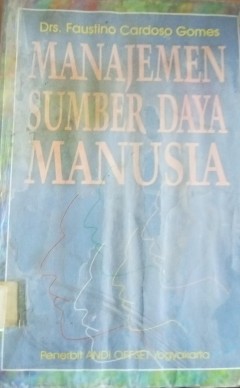 Drs. Faustino Cardoso Gomes
MANAJEMEN
SUMBER DAYA
MANUSIA
Penerbit ANDI OFFSET Yogyakarta